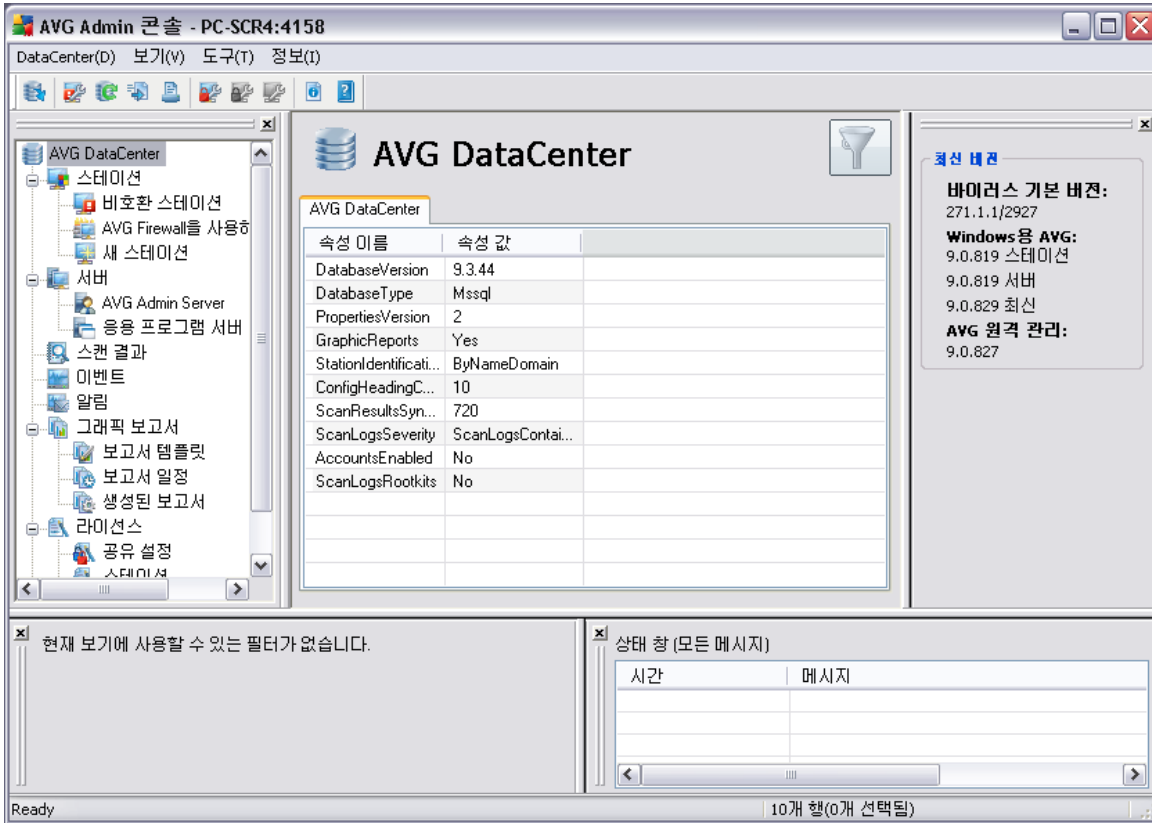 AVG Admin 콘솔 - PC-SCR4:4158
DataCenter(D) 보기(V) 도구(T) 정보(I)
AVG DataCenter
스테이션
비호환 스테이션
AVG Firewall을 사용하
새 스테이션
서버
AVG Admin Server
응용 프로그램 서버
스캔 결과
이벤트
알림
그래픽 보고서
보고서 템플릿
보고서 일정
생성된 보고서
라이선스
공유 설정
스테이션
AVG DataCenter
AVG DataCenter
속성 이름 속성 값
DatabaseVersion 9.3.44
DatabaseType Mssql
PropertiesVersion 2
GraphicReports Yes
StationIdentificati... ByNameDomain
ConfigHeadingC... 10
ScanResultsSyn... 720
ScanLogsSeverity ScanLogsContai...
AccountsEnabled No
ScanLogsRootkits No
최신 버전
바이러스 기본 버전:
271.1.1/2927
Windows용 AVG:
9.0.819 스테이션
9.0.819 서버
9.0.829 최신
AVG 원격 관리:
9.0.827
현재 보기에 사용할 수 있는 필터가 없습니다.
상태 창 (모든 메시지)
시간 메시지
Ready 10개 행(0개 선택됨)